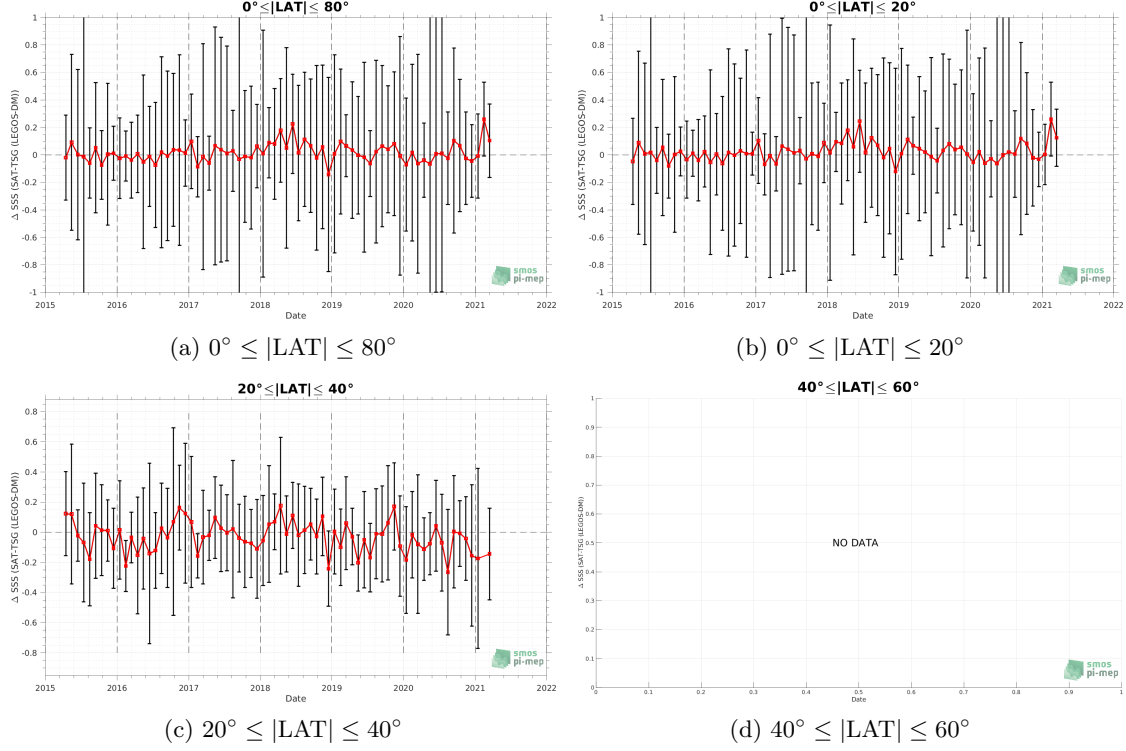 0°≤|LAT|≤ 80°
Δ SSS (SAT-TSG (LEGOS-DM))
1
0.8
0.6
0.4
0.2
0
-0.2
-0.4
-0.6
-0.8
-1
2015 2016 2017 2018 2019 2020 2021 2022
Date
smos
pi-mep
(a) 0° ≤ |LAT| ≤ 80°
0°≤|LAT|≤ 20°
Δ SSS (SAT-TSG (LEGOS-DM))
1
0.8
0.6
0.4
0.2
0
-0.2
-0.4
-0.6
-0.8
-1
2015 2016 2017 2018 2019 2020 2021 2022
Date
smos
pi-mep
(b) 0° ≤ |LAT| ≤ 20°
20°≤|LAT|≤ 40°
Δ SSS (SAT-TSG (LEGOS-DM))
0.8
0.6
0.4
0.2
0
-0.2
-0.4
-0.6
-0.8
2015 2016 2017 2018 2019 2020 2021 2022
Date
smos
pi-mep
(c) 20° ≤ |LAT| ≤ 40°
40°≤|LAT|≤ 60°
Δ SSS (SAT-TSG (LEGOS-DM))
1
0.9
0.8
0.7
0.6
0.5
0.4
0.3
0.2
0.1
0
NO DATA
0 0.1 0.2 0.3 0.4 0.5 0.6 0.7 0.8 0.9 1
Date
smos
pi-mep
(d) 40° ≤ |LAT| ≤ 60°